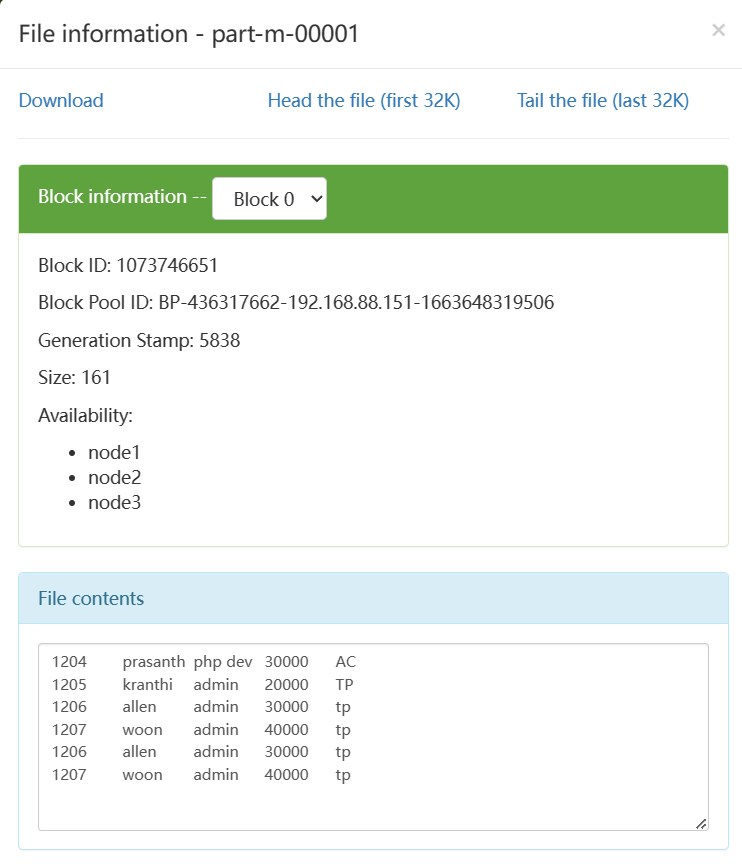 File information - part-m-00001
×
Download Head the file (first 32K) Tail the file (last 32K)
Block information -- Block 0
Block ID: 1073746651
Block Pool ID: BP-436317662-192.168.88.151-1663648319506
Generation Stamp: 5838
Size: 161
Availability:
node1
node2
node3
File contents
1204 prasanth php dev 30000 AC
1205 kranthi admin 20000 TP
1206 allen admin 30000 tp
1207 woon admin 40000 tp
1206 allen admin 30000 tp
1207 woon admin 40000 tp